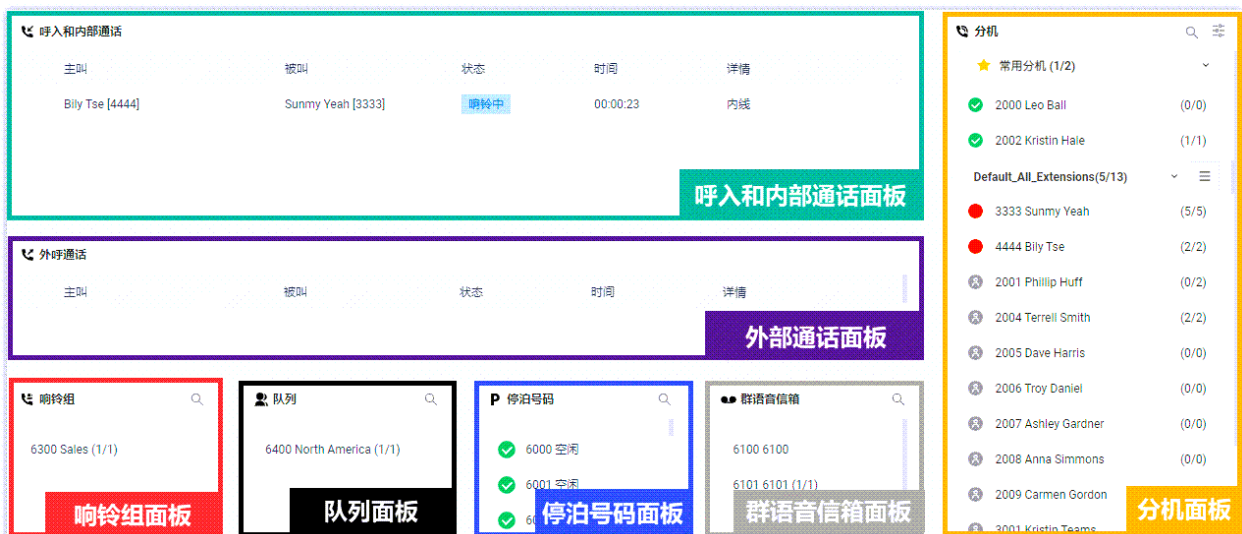 呼入和内部通话
主叫 被叫 状态 时间 详情
Bily Tse [4444] Sunmy Yeah [3333] 响铃中 00:00:23 内线
呼入和内部通话面板
外呼通话
主叫 被叫 状态 时间 详情
外部通话面板
响铃组
6300 Sales (1/1)
响铃组面板
队列
6400 North America (1/1)
队列面板
P 停泊号码
6000 空闲
6001 空闲
停泊号码面板
群语音信箱
6100 6100
6101 6101 (1/1)
群语音信箱面板
分机
常用分机 (1/2)
2000 Leo Ball (0/0)
2002 Kristin Hale (1/1)
Default_All_Extensions(5/13)
3333 Sunmy Yeah (5/5)
4444 Bily Tse (2/2)
2001 Phillip Huff (0/2)
2004 Terrell Smith (2/2)
2005 Dave Harris (0/0)
2006 Troy Daniel (0/0)
2007 Ashley Gardner (0/0)
2008 Anna Simmons (0/0)
2009 Carmen Gordon
3001 Kristin Teams
分机面板